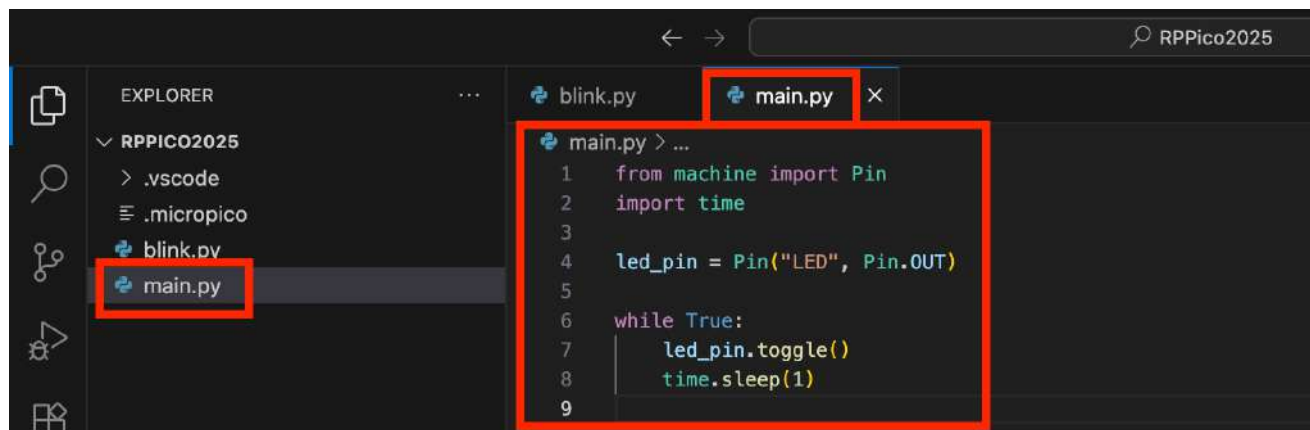 RPPico2025
EXPLORER
...
RPPICO2025
.vscode
.micropico
blink.py
main.py
blink.py
main.py
main.py > ...
1 from machine import Pin
2 import time
3
4 led_pin = Pin("LED", Pin.OUT)
5
6 while True:
7 led_pin.toggle()
8 time.sleep(1)
9